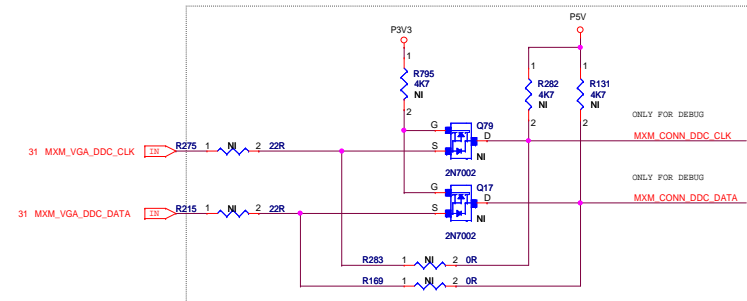 P3V3
P5V
1
R795
4K7
NI
2
1
R282
4K7
NI
2
1
R131
4K7
NI
2
ONLY FOR DEBUG
MXM_CONN_DDC_CLK
G
Q79
D
S
NI
2N7002
31 MXM_VGA_DDC_CLK IN R275 1 NI 2 22R
ONLY FOR DEBUG
MXM_CONN_DDC_DATA
G
Q17
D
S
NI
2N7002
31 MXM_VGA_DDC_DATA IN R215 1 NI 2 22R
R283 1 NI 2 0R
R169 1 NI 2 0R